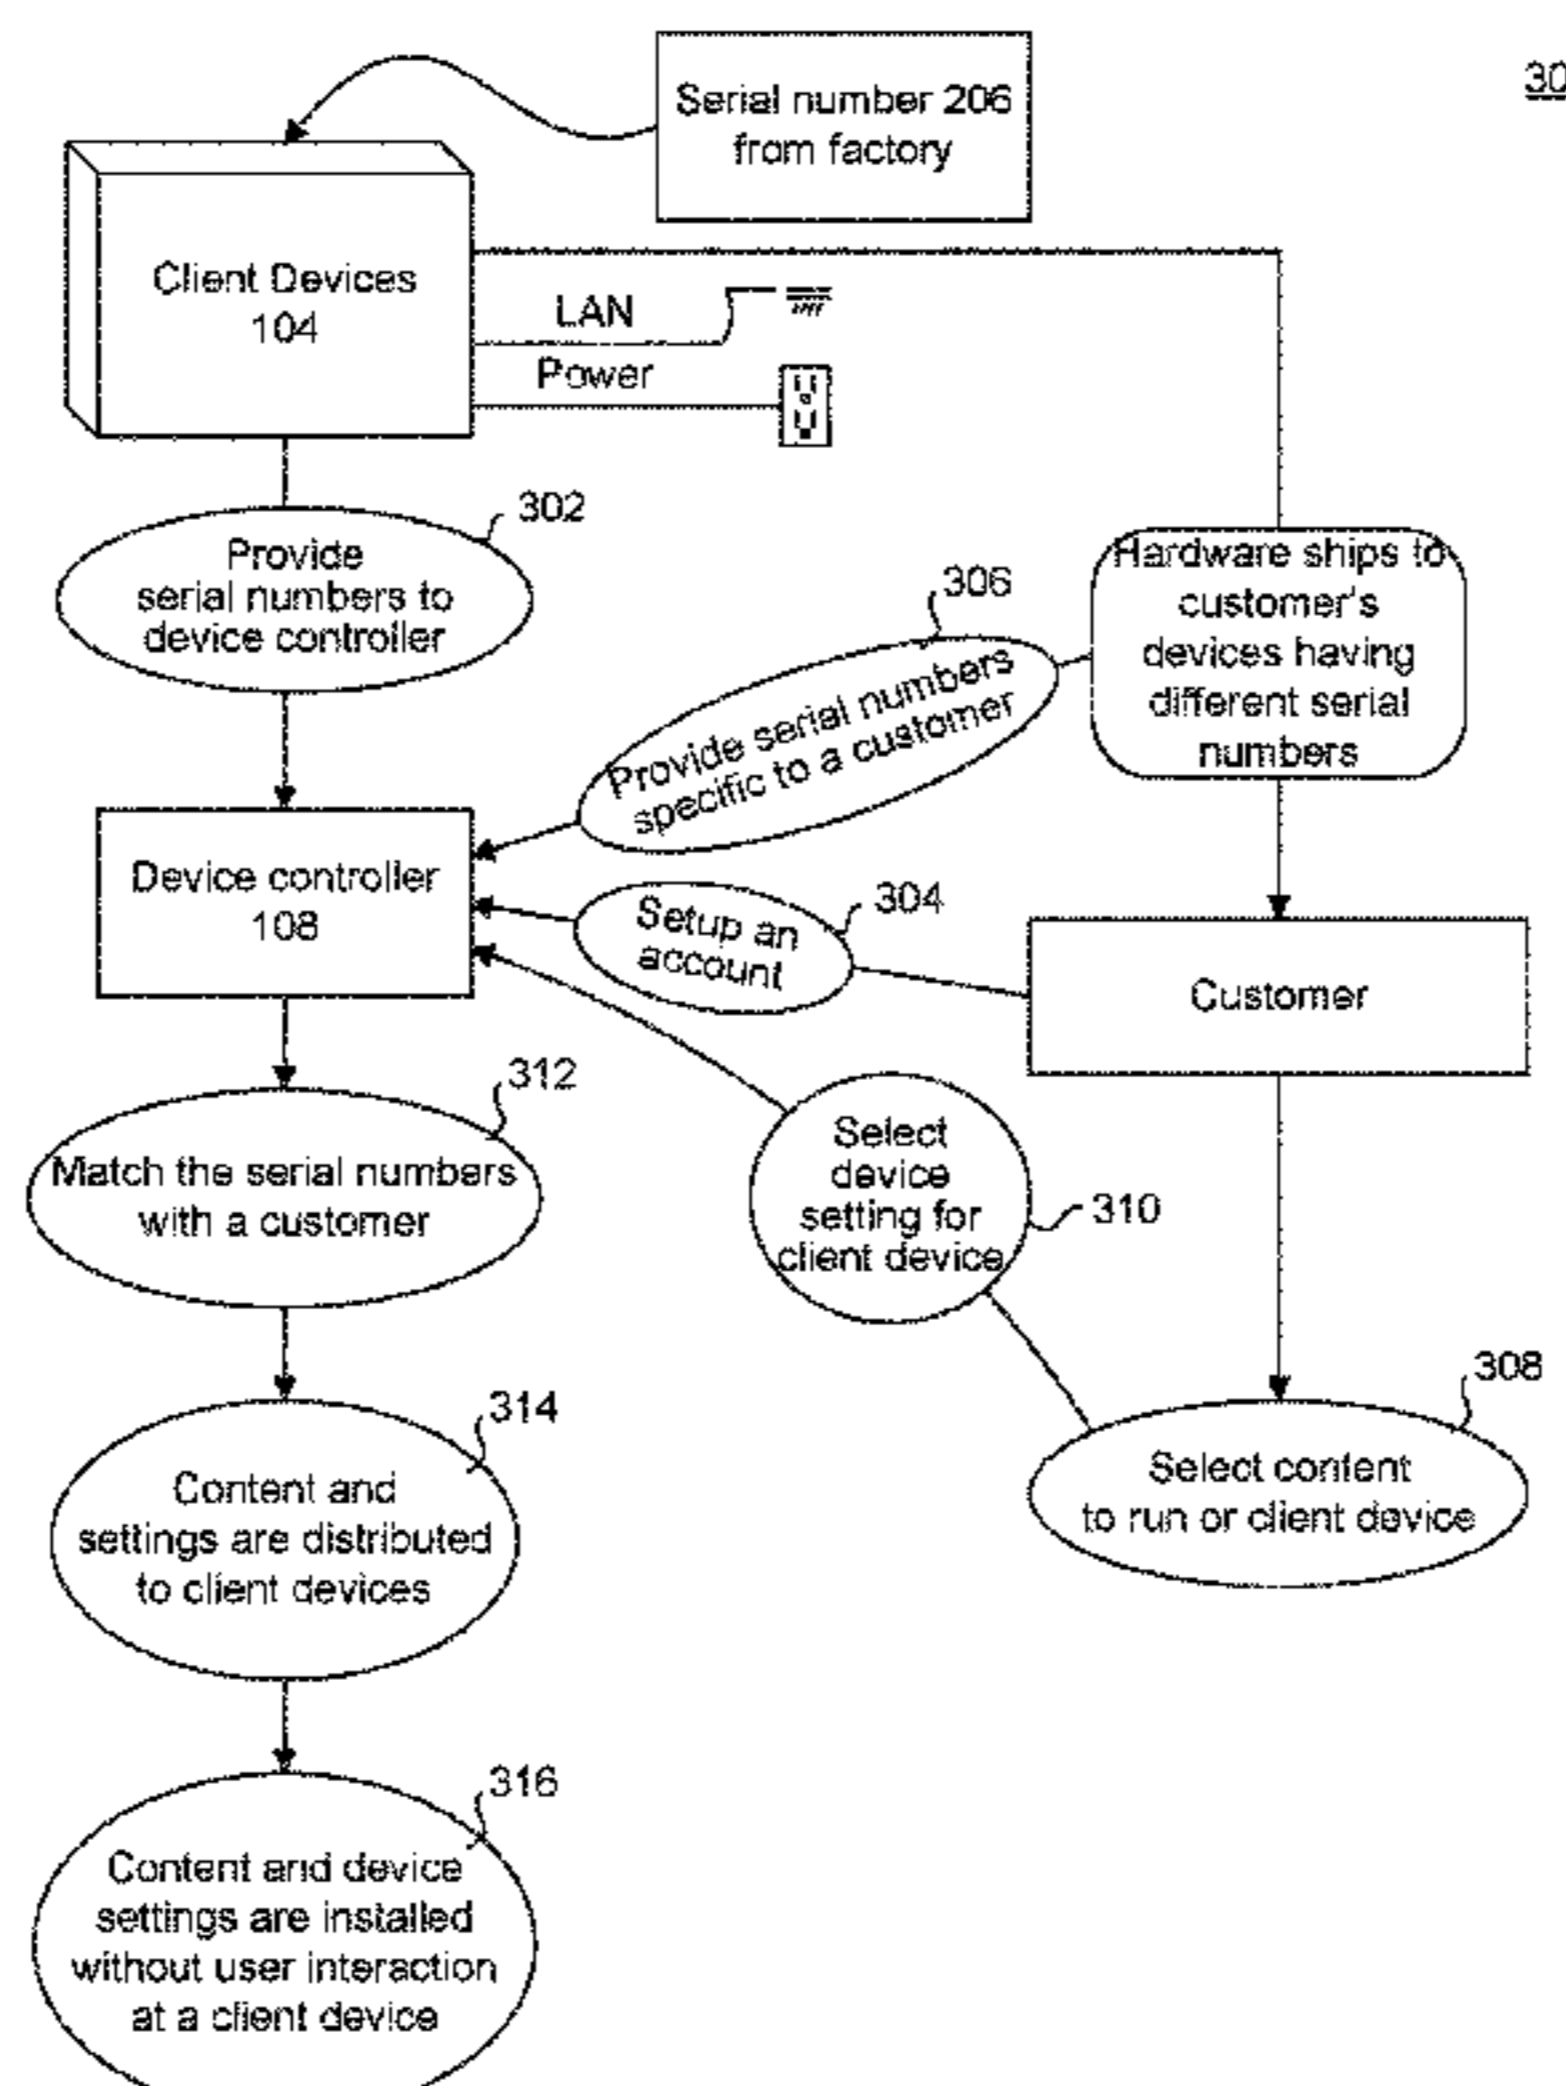 30
Serial number 206
from factory
Client Devices
104
LAN
Power
302
Provide
serial numbers to
device controller
306
Provide serial numbers
specific to a customer
Hardware ships to
customer's
devices having
different serial
numbers
Device controller
108
304
Setup an
account
Customer
312
Match the serial numbers
with a customer
Select
device
setting for
client device
310
308
Select content
to run or client device
314
Content and
settings are distributed
to client devices
316
Content and device
settings are installed
without user interaction
at a client device